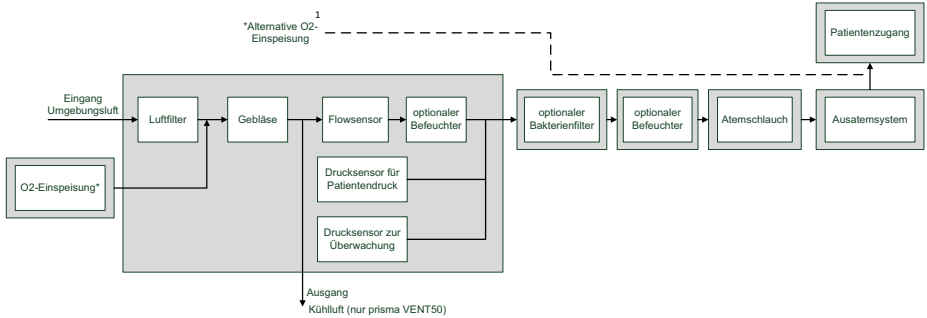 1
*Alternative O2-
Einspeisung
Patientenzugang
Eingang
Umgebungsluft
Luftfilter
Gebläse
Flowsensor
optionaler
Befeuchter
optionaler
Bakterienfilter
optionaler
Befeuchter
Atemschlauch
Ausatemsystem
O2-Einspeisung*
Drucksensor für
Patientendruck
Drucksensor zur
Überwachung
Ausgang
Kühlluft (nur prisma VENT50)